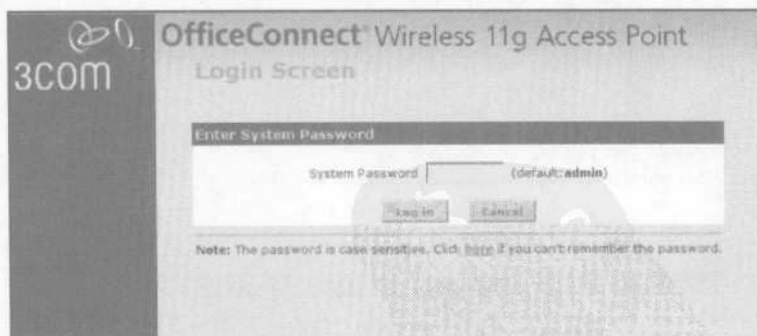 3COM
OfficeConnect® Wireless 11g Access Point
Login Screen
Enter System Password
System Password (default:admin)
Log in Cancel
Note: The password is case sensitive. Click here if you can't remember the password.